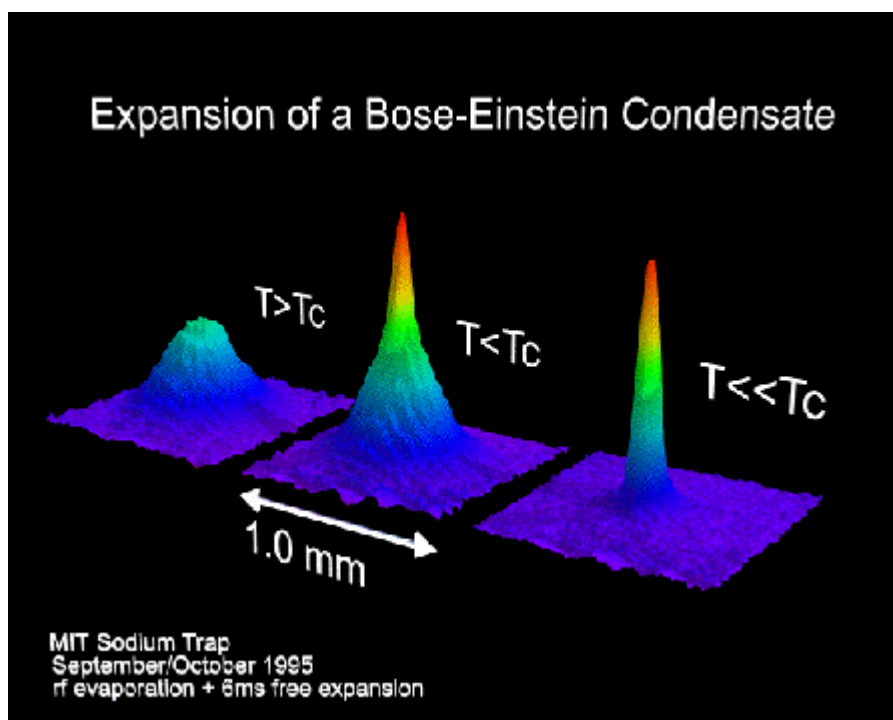 Expansion of a Bose-Einstein Condensate
T>Tc
T<Tc
T<<Tc
1.0 mm
MIT Sodium Trap
September/October 1995
rf evaporation + 6ms free expansion